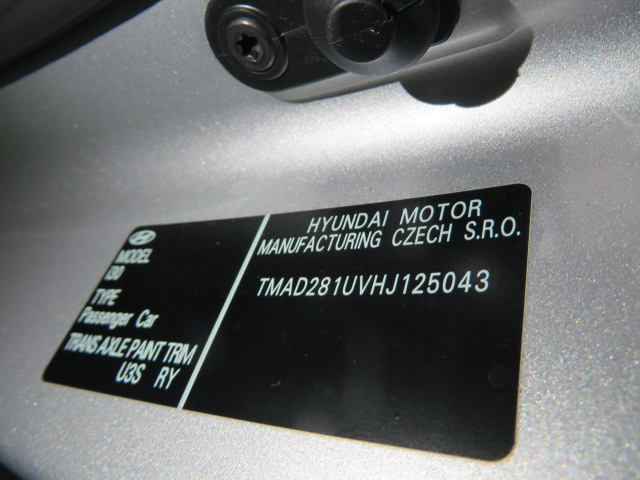 HYUNDAI MOTOR
MANUFACTURING CZECH S.R.O.
TMAD281UVHJ125043
MODEL
i30
TYPE
Passenger Car
TRANS AXLE PAINT TRIM
U3S RY